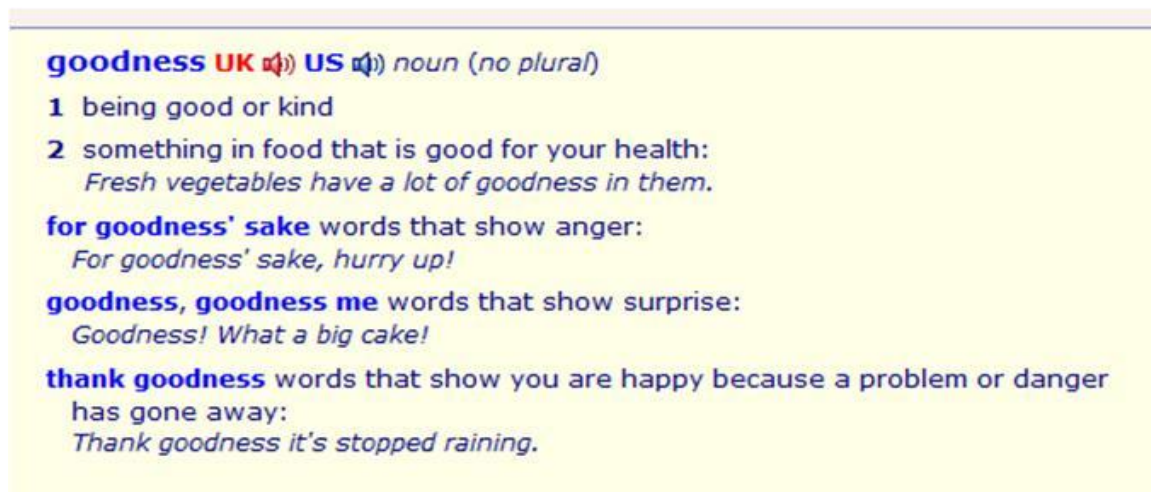 goodness UK US noun (no plural)
1 being good or kind
2 something in food that is good for your health:
Fresh vegetables have a lot of goodness in them.
for goodness' sake words that show anger:
For goodness' sake, hurry up!
goodness, goodness me words that show surprise:
Goodness! What a big cake!
thank goodness words that show you are happy because a problem or danger
has gone away:
Thank goodness it's stopped raining.